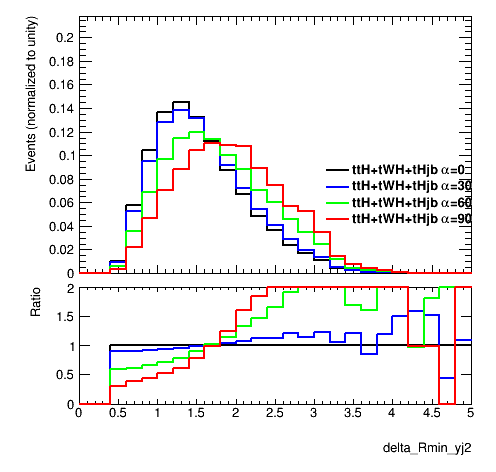 Events (normalized to unity)
0.2
0.18
0.16
0.14
0.12
0.1
0.08
0.06
0.04
0.02
0
ttH+tWH+tHjb α=0
ttH+tWH+tHjb α=30
ttH+tWH+tHjb α=60
ttH+tWH+tHjb α=90
Ratio
2
1.5
1
0.5
0
0 0.5 1 1.5 2 2.5 3 3.5 4 4.5 5
delta_Rmin_yj2